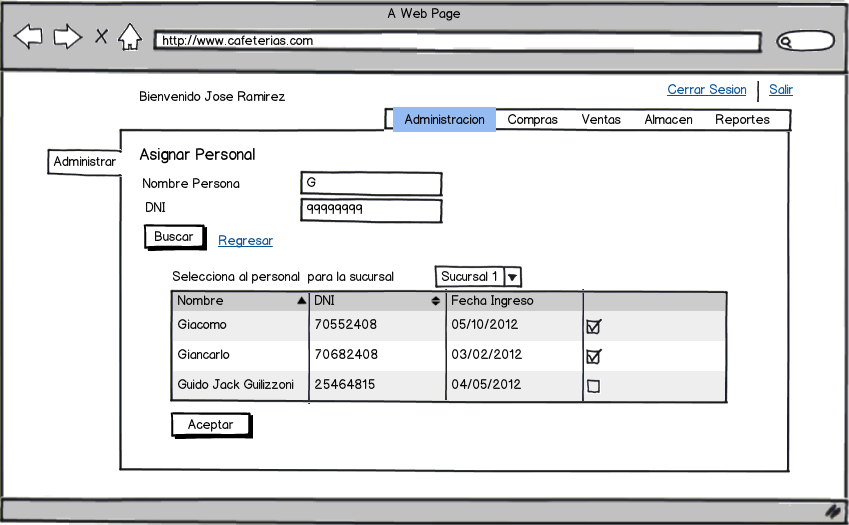 A Web Page
http://www.cafeterias.com
Cerrar Sesion Salir
Bienvenido Jose Ramirez
Administracion Compras Ventas Almacen Reportes
Administrar
Asignar Personal
Nombre Persona G
DNI 99999999
Buscar Regresar
Selecciona al personal para la sucursal Sucursal 1
Nombre DNI Fecha Ingreso
Giacomo 70552408 05/10/2012
Giancarlo 70682408 03/02/2012
Guido Jack Guilizzoni 25464815 04/05/2012
Aceptar